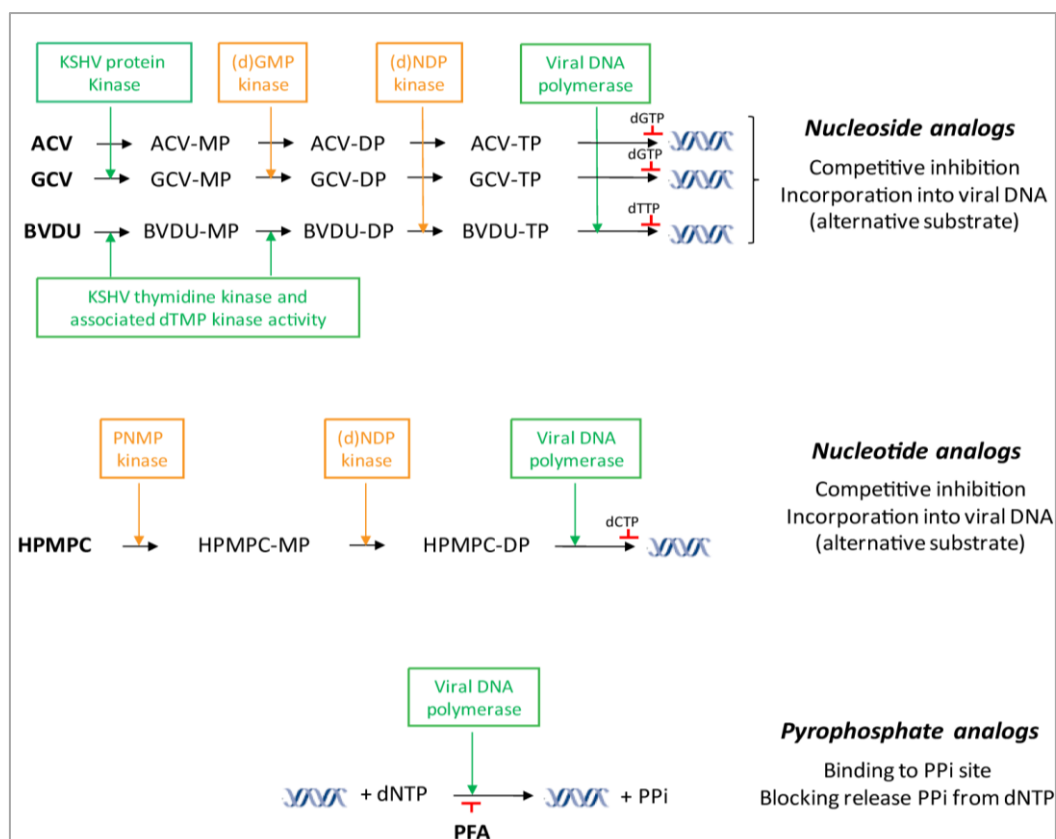 KSHV protein
Kinase
(d)GMP
kinase
(d)NDP
kinase
Viral DNA
polymerase
dGTP
ACV ACV-MP ACV-DP ACV-TP
dGTP
GCV GCV-MP GCV-DP GCV-TP
dTTP
BVDU BVDU-MP BVDU-DP BVDU-TP
KSHV thymidine kinase and
associated dTMP kinase activity
Nucleoside analogs
Competitive inhibition
Incorporation into viral DNA
(alternative substrate)
PNMP
kinase
(d)NDP
kinase
Viral DNA
polymerase
dCTP
HPMPC HPMPC-MP HPMPC-DP
Nucleotide analogs
Competitive inhibition
Incorporation into viral DNA
(alternative substrate)
Viral DNA
polymerase
+ dNTP + PPi
PFA
Pyrophosphate analogs
Binding to PPi site
Blocking release PPi from dNTP